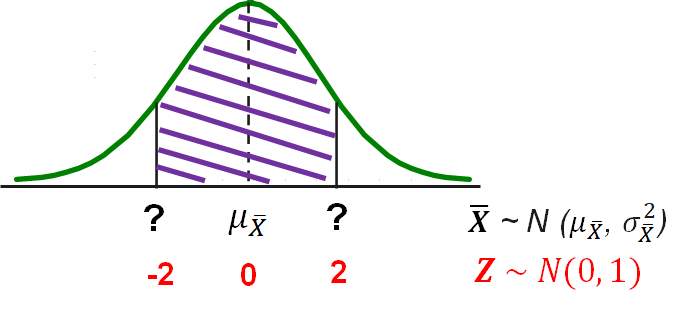 ? μ_X̄ ? X̄ ~ N (μ_X̄, σ²_X̄)
-2 0 2 Z ~ N(0, 1)